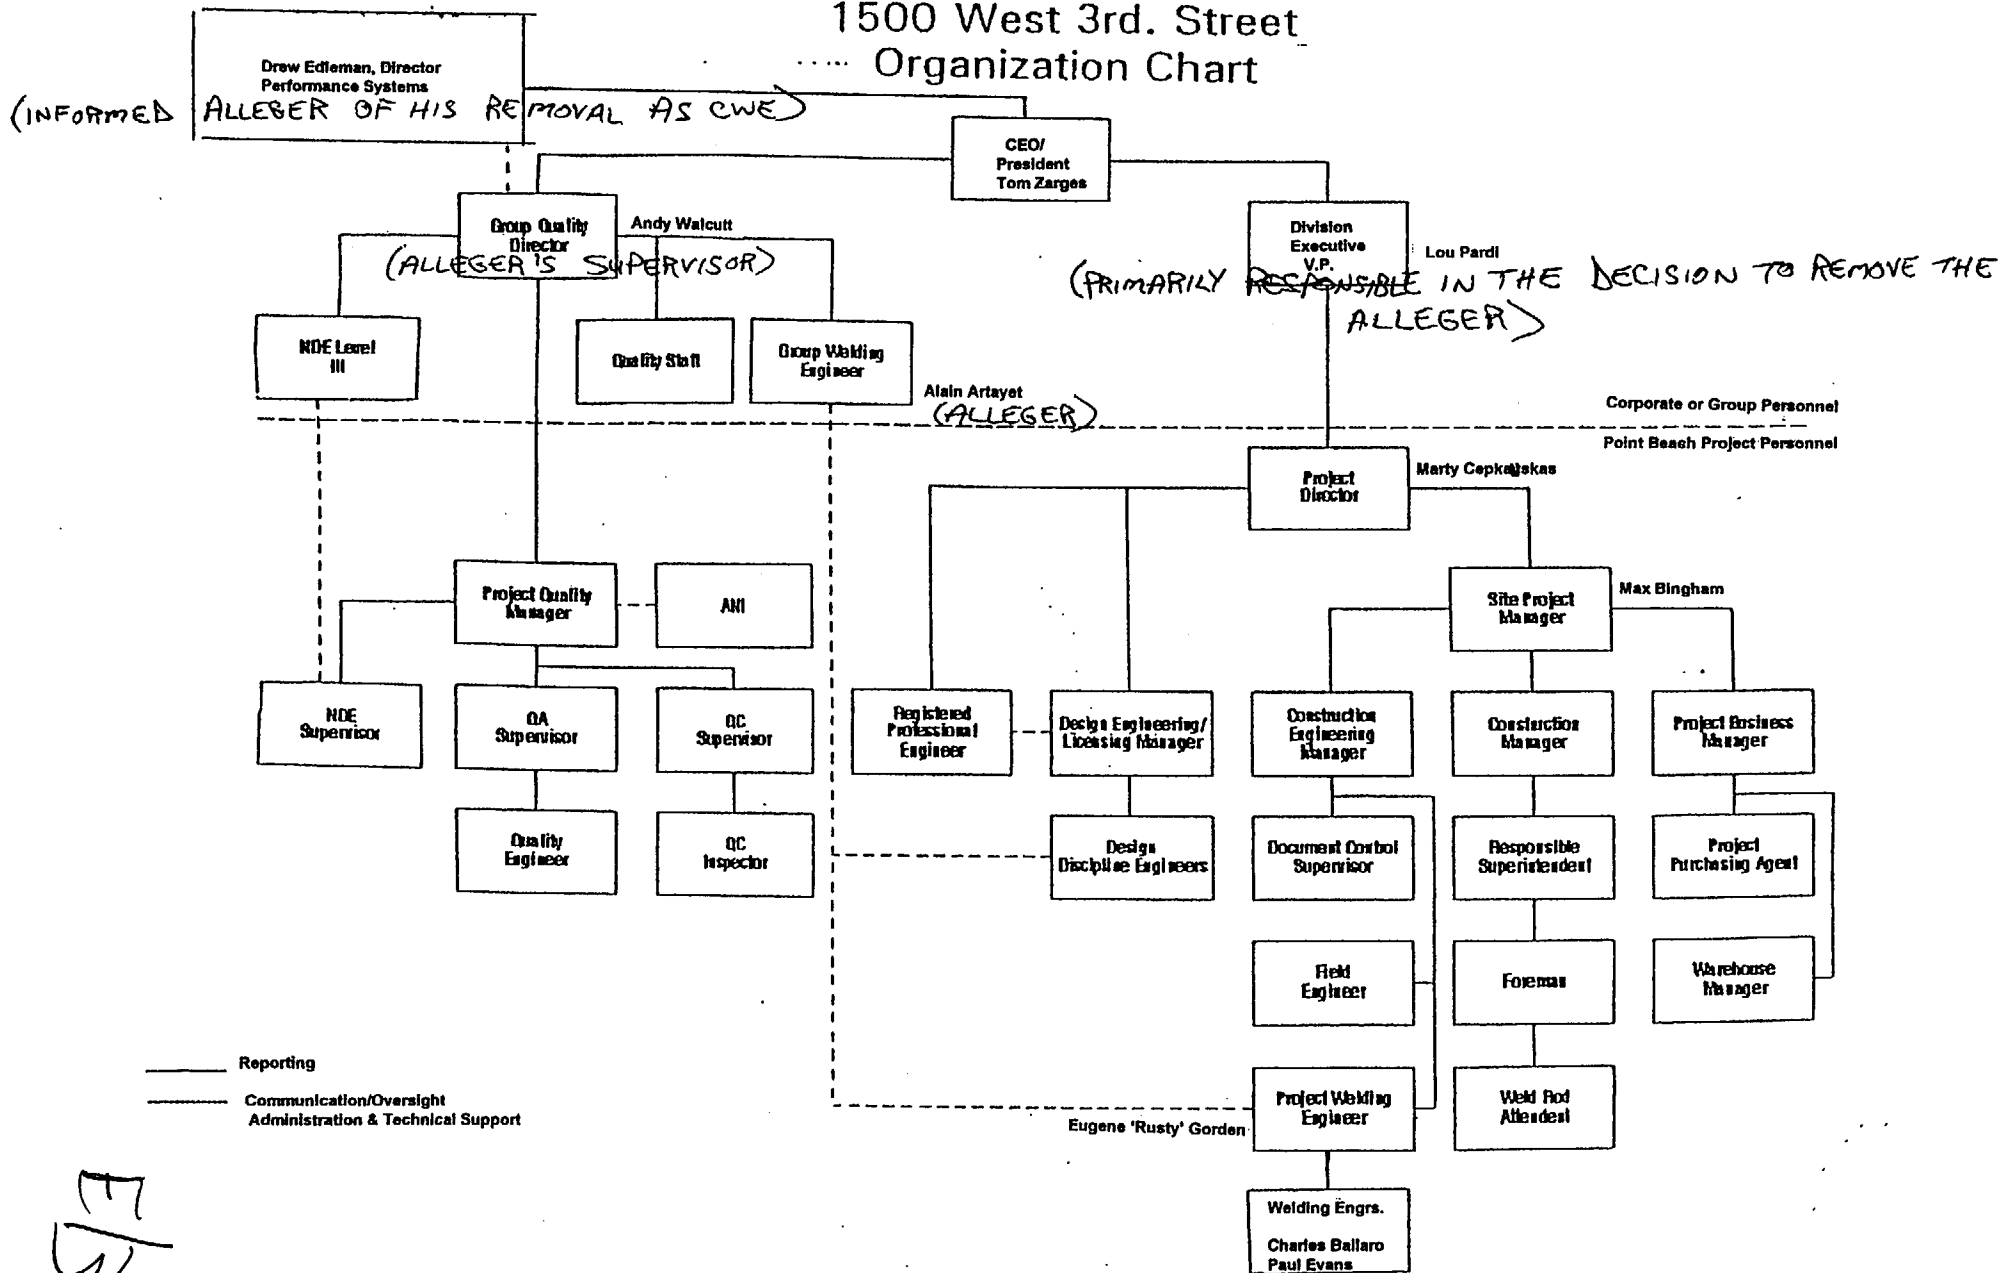 1500 West 3rd. Street
Organization Chart
Drew Edleman, Director
Performance Systems
(INFORMED ALLEGER OF HIS REMOVAL AS CWE)
CEO/
President
Tom Zarges
Group Quality
Director
Andy Walcutt
(ALLEGER'S SUPERVISOR)
Division
Executive
V.P.
Lou Pardi
(PRIMARILY RESPONSIBLE IN THE DECISION TO REMOVE THE
ALLEGER)
NDE Level
III
Quality Staff
Group Welding
Engineer
Alain Artayet
(ALLEGER)
Corporate or Group Personnel
Point Beach Project Personnel
Project
Director
Marty Cepkauskas
Project Quality
Manager
ANI
Site Project
Manager
Max Bingham
NDE
Supervisor
QA
Supervisor
QC
Supervisor
Registered
Professional
Engineer
Design Engineering/
Licensing Manager
Construction
Engineering
Manager
Construction
Manager
Project Business
Manager
Quality
Engineer
QC
Inspector
Design
Discipline Engineers
Document Control
Supervisor
Responsible
Superintendent
Project
Purchasing Agent
Field
Engineer
Foreman
Warehouse
Manager
Reporting
Communication/Oversight
Administration & Technical Support
Eugene 'Rusty' Gorden
Project Welding
Engineer
Weld Rod
Attendent
Welding Engrs.
Charles Ballaro
Paul Evans